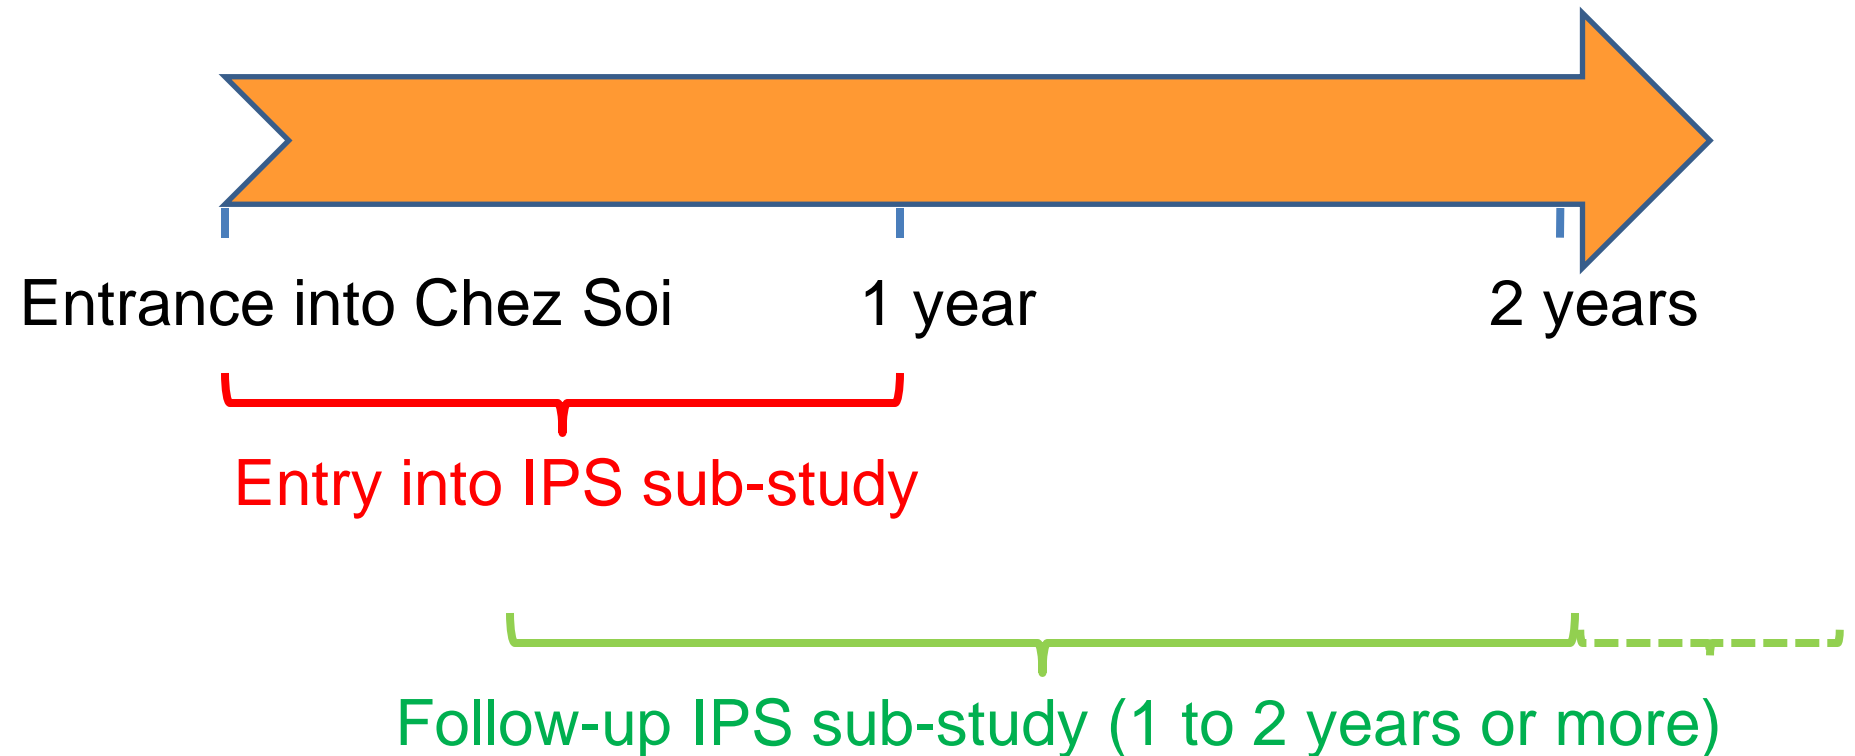 Entrance into Chez Soi 1 year 2 years
Entry into IPS sub-study
Follow-up IPS sub-study (1 to 2 years or more)